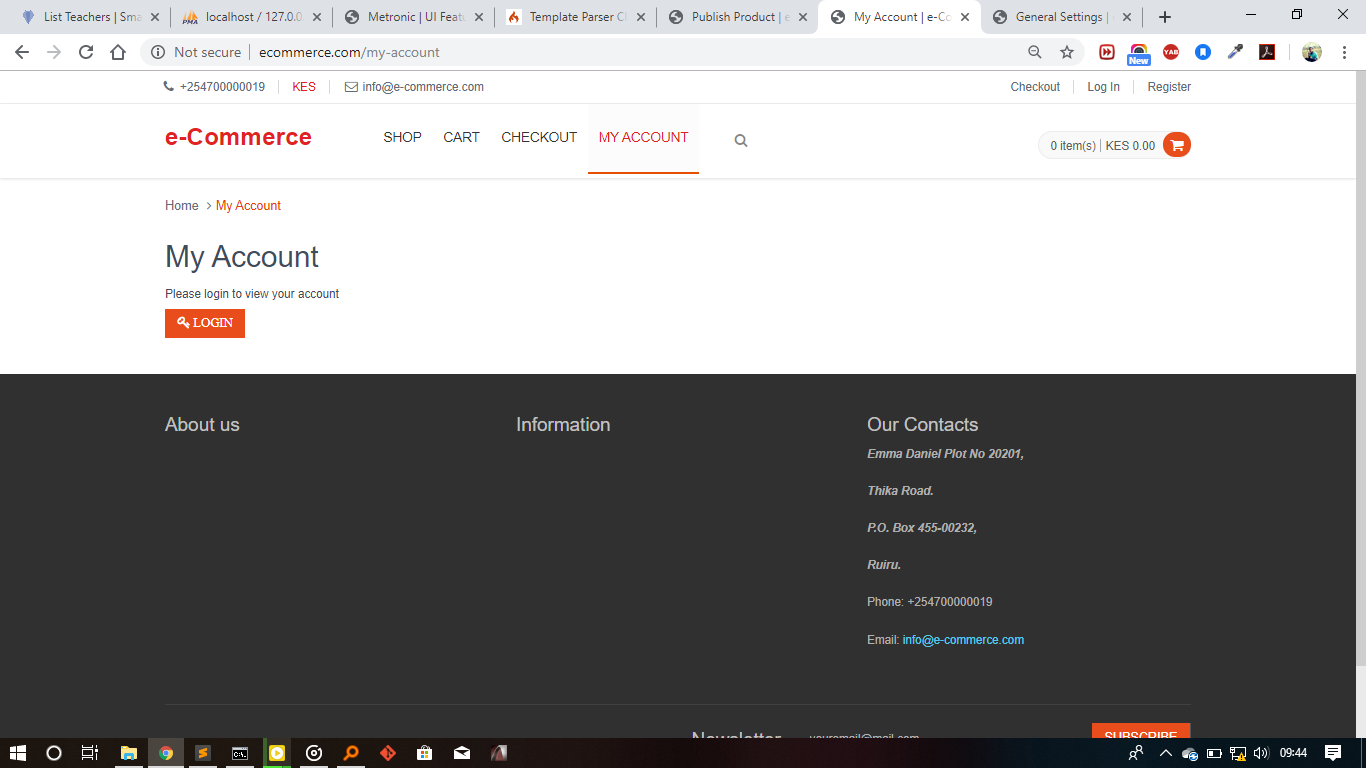 List Teachers | Sma
localhost / 127.0.0.
Metronic | UI Featu
Template Parser Cl
Publish Product | e
My Account | e-Co
General Settings |
Not secure
ecommerce.com/my-account
New
YAB
+254700000019
KES
info@e-commerce.com
Checkout
Log In
Register
e-Commerce
SHOP
CART
CHECKOUT
MY ACCOUNT
0 item(s)
KES 0.00
Home
My Account
My Account
Please login to view your account
LOGIN
About us
Information
Our Contacts
Emma Daniel Plot No 20201,
Thika Road.
P.O. Box 455-00232,
Ruiru.
Phone: +254700000019
Email: info@e-commerce.com
Newsletter
youremail@mail.com
SUBSCRIBE
09:44